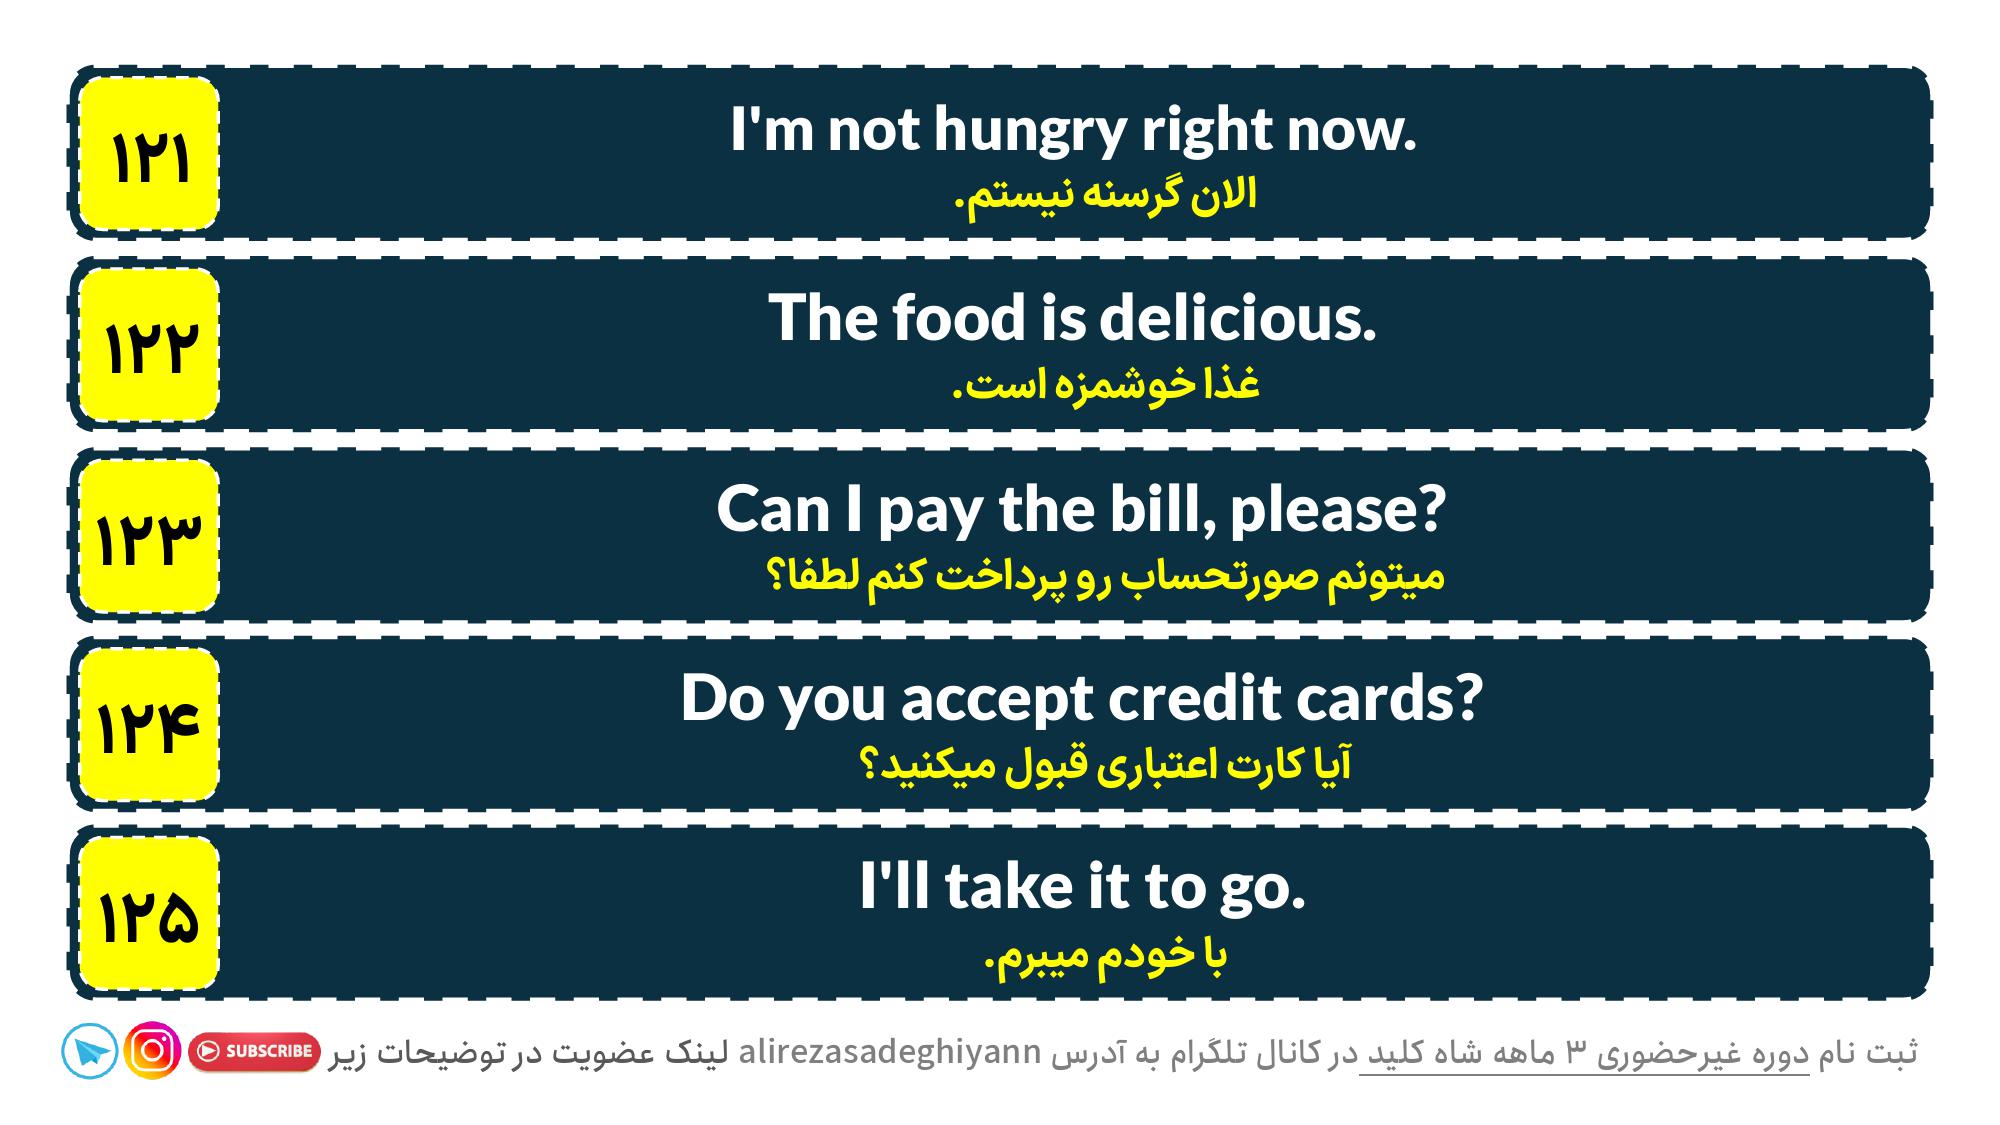 ۱۲۱
I'm not hungry right now.
الان گرسنه نیستم.
۱۲۲
The food is delicious.
غذا خوشمزه است.
۱۲۳
Can I pay the bill, please?
میتونم صورتحساب رو پرداخت کنم لطفا؟
۱۲۴
Do you accept credit cards?
آیا کارت اعتباری قبول میکنید؟
۱۲۵
I'll take it to go.
با خودم میبرم.
ثبت نام دوره غیرحضوری ۳ ماهه شاه کلید در کانال تلگرام به آدرس alirezasadeghiyann لینک عضویت در توضیحات زیر
SUBSCRIBE